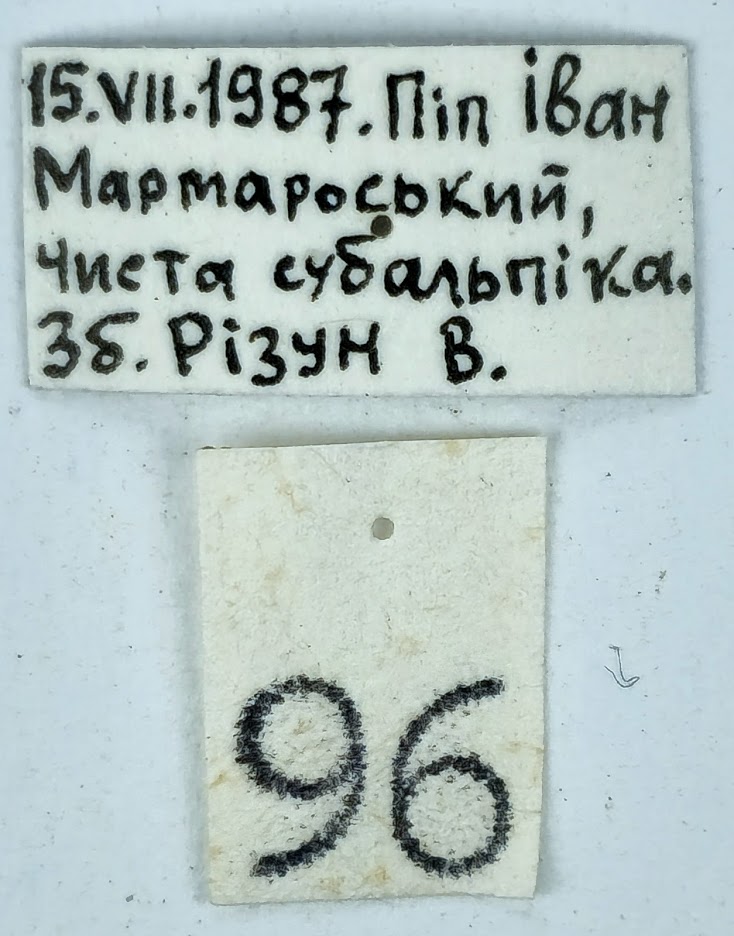 15.VII.1987. Піп Іван
Мармароський,
Чиста субальпіка.
Зб. Різун В.
96